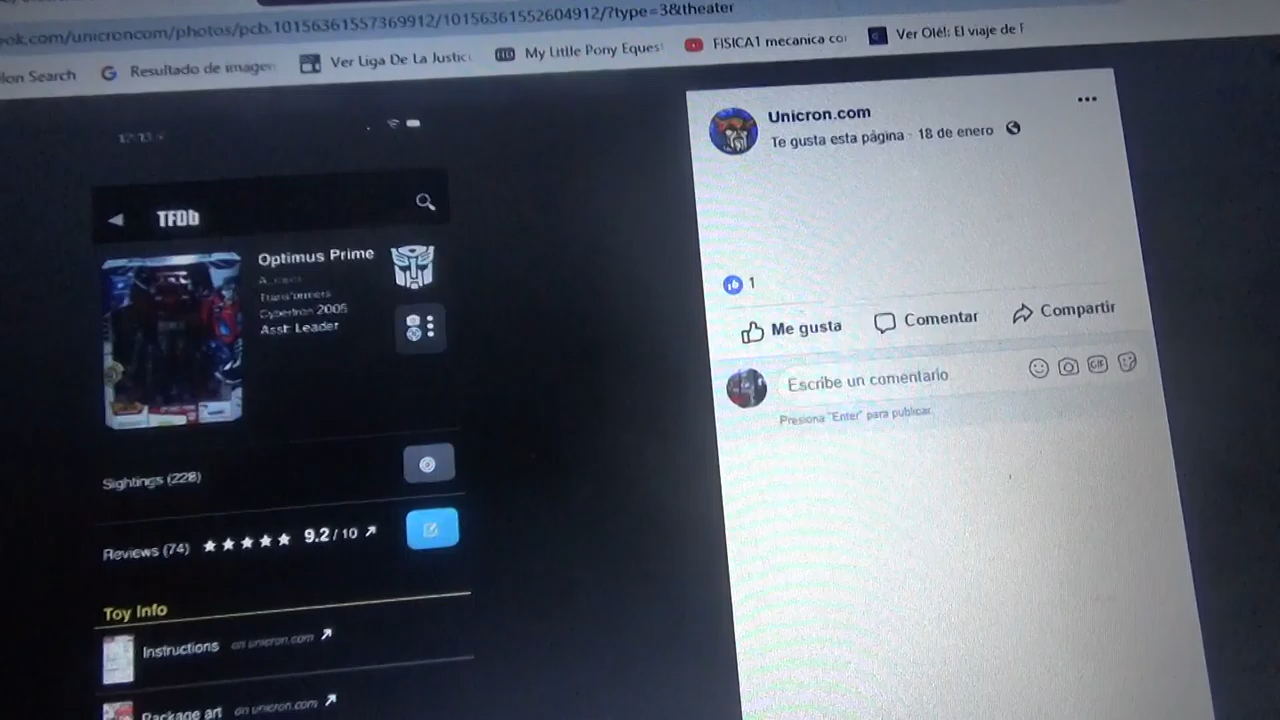 ok.com/unicroncom/photos/pcb.10156361557369912/10156361552604912/?type=3&theater
lon Search
Resultado de imagen
Ver Liga De La Justic
My Little Pony Eques
FISICA1 mecanica co
Ver Olé!: El viaje de F
TFDb
Optimus Prime
Transformers
Cybertron 2005
Asst: Leader
Sightings (228)
Reviews (74)
9.2 / 10
Toy Info
Instructions on unicron.com
Package art on unicron.com
Unicron.com
Te gusta esta página · 18 de enero
1
Me gusta
Comentar
Compartir
Escribe un comentario
GIF
Presiona "Enter" para publicar.